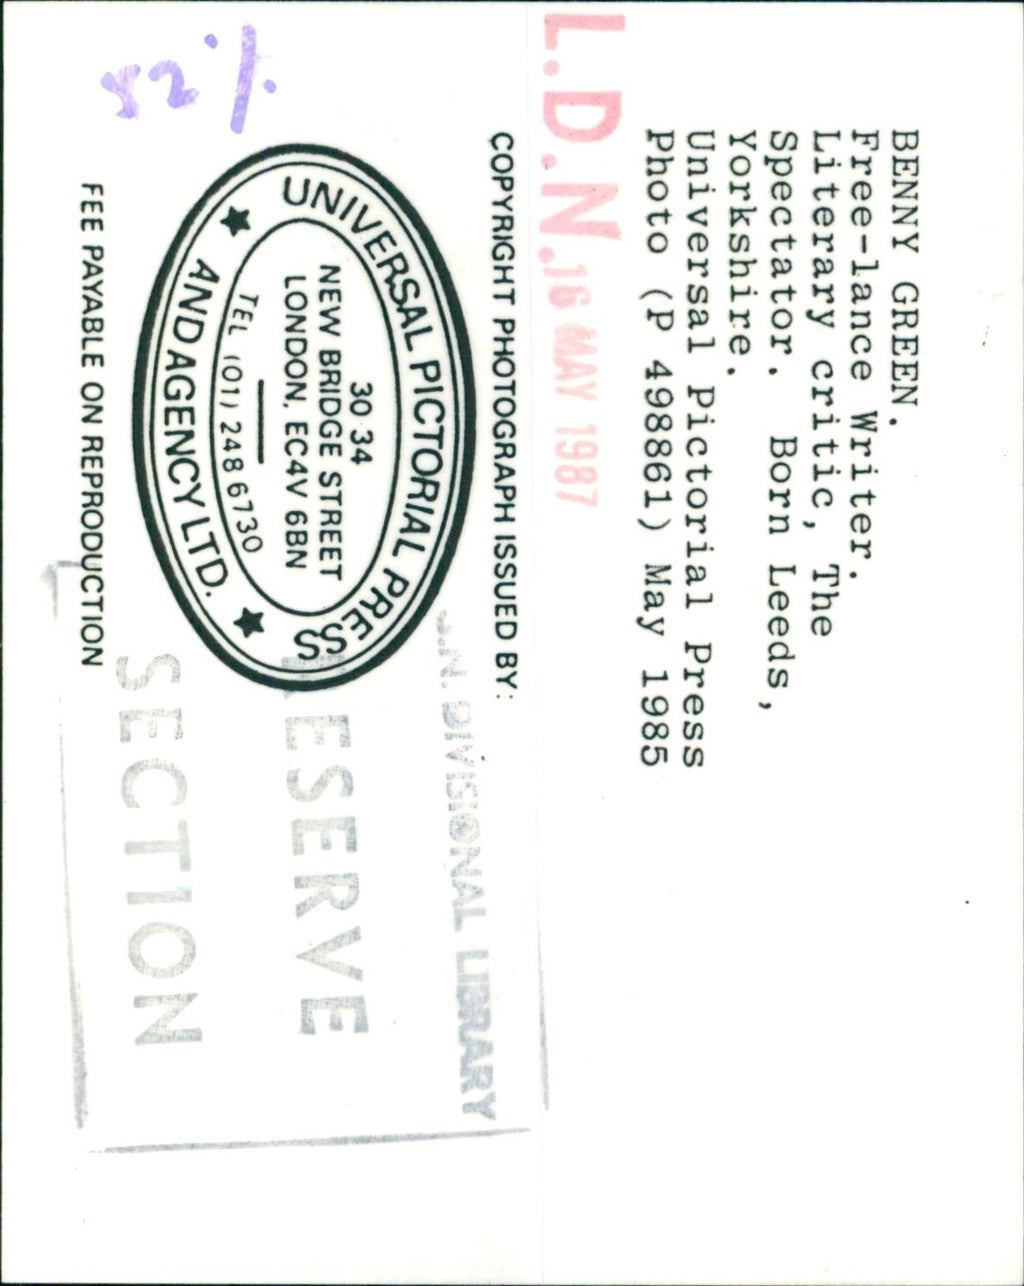 BENNY GREEN.
Free-lance Writer.
Literary critic, The
Spectator. Born Leeds,
Yorkshire.
Universal Pictorial Press
Photo (P 498861) May 1985
L.D.N. 16 MAY 1987
COPYRIGHT PHOTOGRAPH ISSUED BY:
UNIVERSAL PICTORIAL PRESS
AND AGENCY LTD.
30-34
NEW BRIDGE STREET
LONDON, EC4V 6BN
TEL (01) 248 6730
FEE PAYABLE ON REPRODUCTION
.N. DIVISIONAL LIBRARY
RESERVE
SECTION